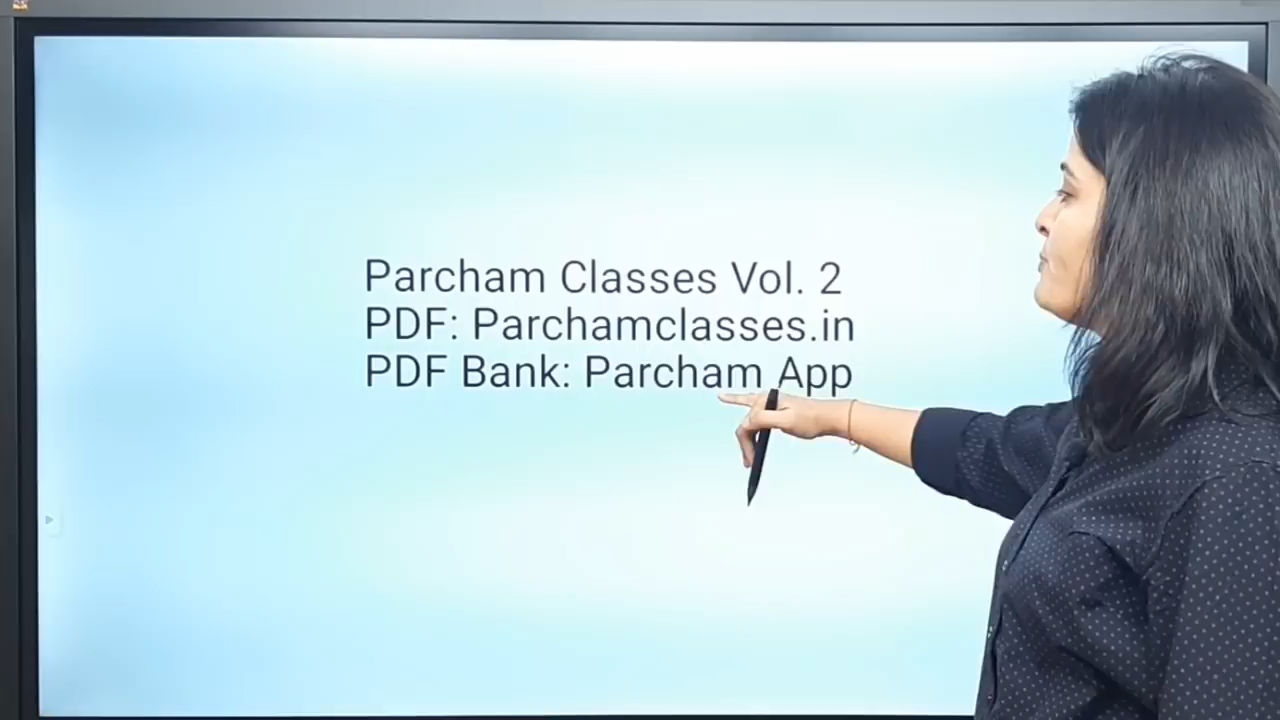 Parcham Classes Vol. 2
PDF: Parchamclasses.in
PDF Bank: Parcham App